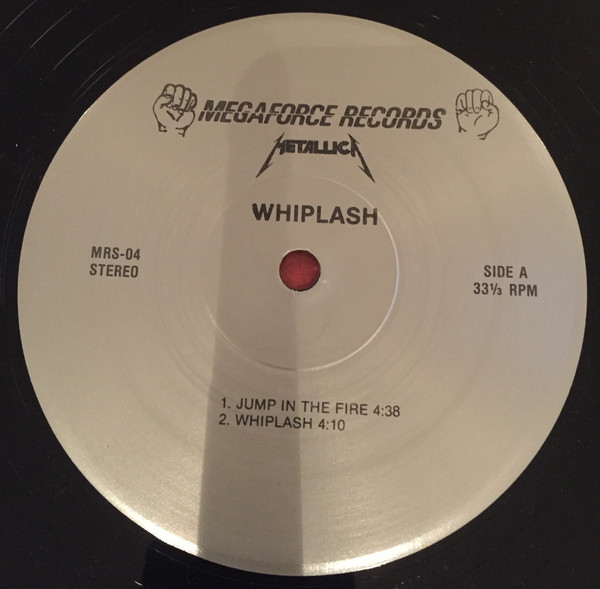 MEGAFORCE RECORDS
METALLICA
WHIPLASH
MRS-04
STEREO
SIDE A
33⅓ RPM
1. JUMP IN THE FIRE 4:38
2. WHIPLASH 4:10